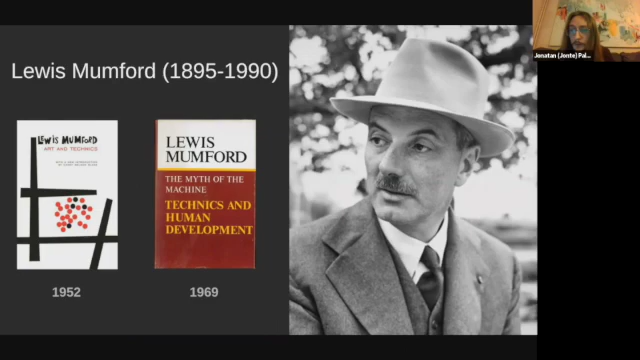 Lewis Mumford (1895-1990)
LEWIS MUMFORD
ART AND TECHNICS
LEWIS
MUMFORD
THE MYTH OF THE
MACHINE
TECHNICS AND
HUMAN
DEVELOPMENT
1952
1969
Jonatan (Jonte) Pal...